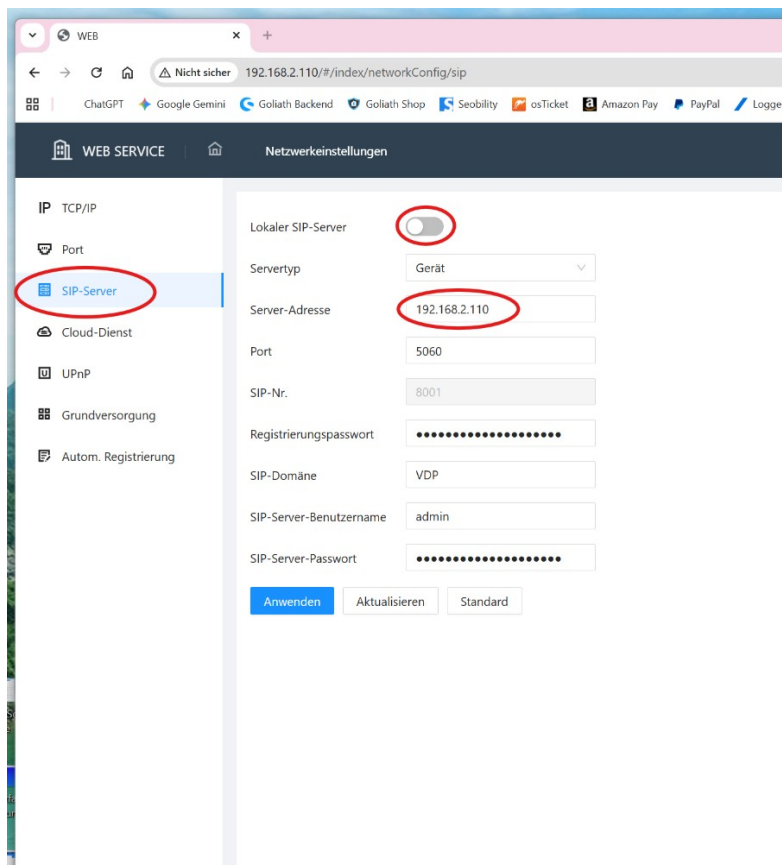 WEB
Nicht sicher 192.168.2.110/#/index/networkConfig/sip
ChatGPT Google Gemini Goliath Backend Goliath Shop Seobility osTicket Amazon Pay PayPal Logge
WEB SERVICE Netzwerkeinstellungen
IP TCP/IP
Port
SIP-Server
Cloud-Dienst
UPnP
Grundversorgung
Autom. Registrierung
Lokaler SIP-Server
Servertyp Gerät
Server-Adresse 192.168.2.110
Port 5060
SIP-Nr. 8001
Registrierungspasswort ••••••••••••••••••••
SIP-Domäne VDP
SIP-Server-Benutzername admin
SIP-Server-Passwort ••••••••••••••••••••
Anwenden Aktualisieren Standard